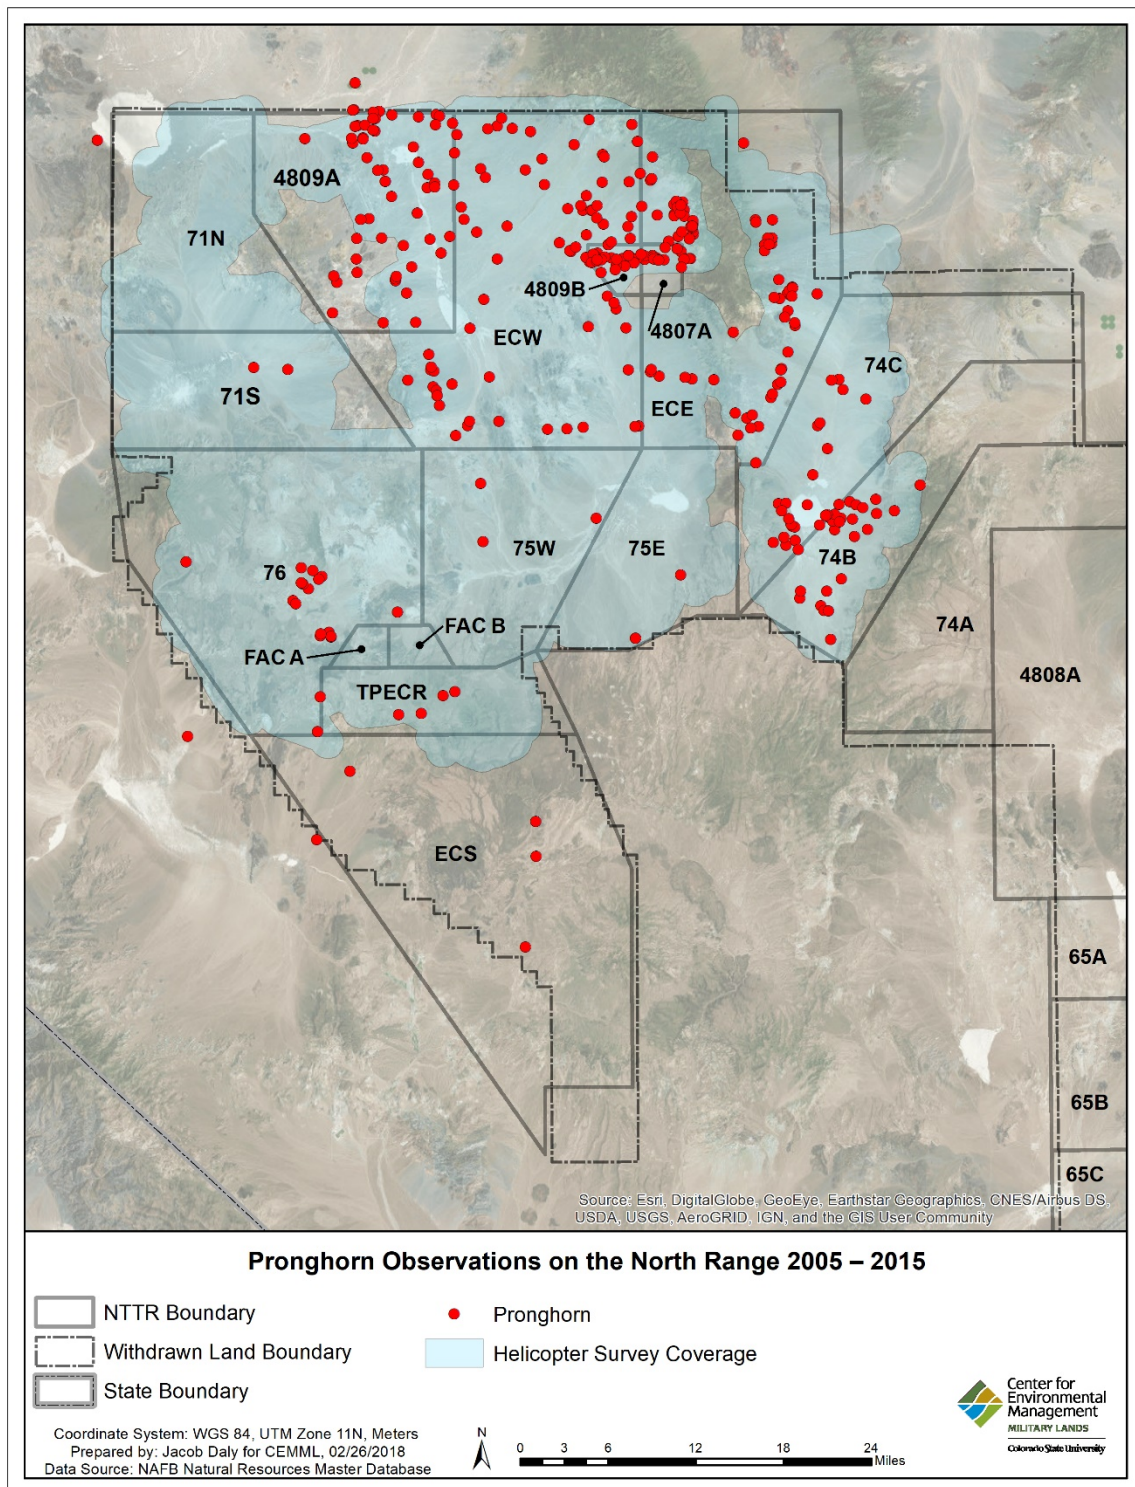 4809A
71N
4809B
4807A
ECW
74C
71S
ECE
75W
75E
74B
76
FAC B
74A
FAC A
4808A
TPECR
ECS
65A
65B
65C
Source: Esri, DigitalGlobe, GeoEye, Earthstar Geographics, CNES/Airbus DS,
USDA, USGS, AeroGRID, IGN, and the GIS User Community
Pronghorn Observations on the North Range 2005 – 2015
NTTR Boundary
Pronghorn
Withdrawn Land Boundary
Helicopter Survey Coverage
State Boundary
Center for
Environmental
Management
MILITARY LANDS
Colorado State University
Coordinate System: WGS 84, UTM Zone 11N, Meters
Prepared by: Jacob Daly for CEMML, 02/26/2018
Data Source: NAFB Natural Resources Master Database
N
0 3 6 12 18 24
Miles